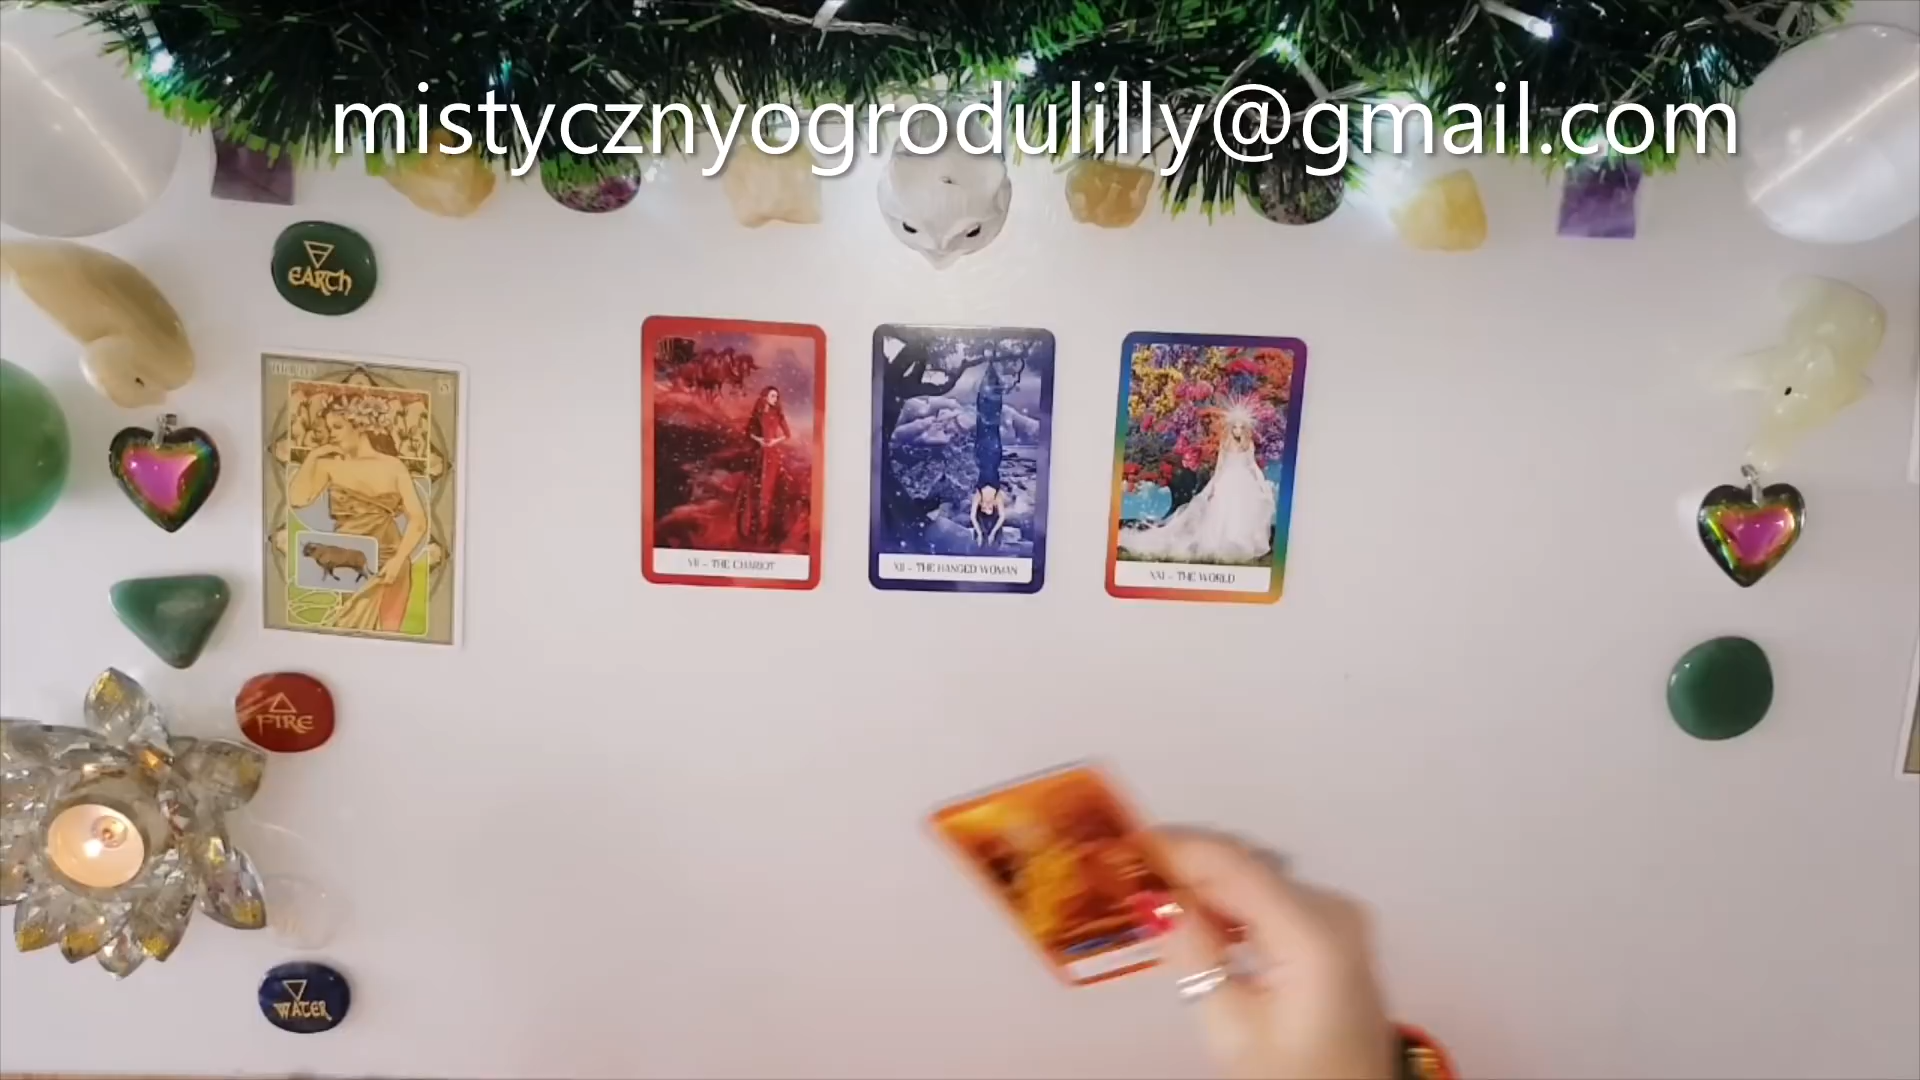 mistycznyogrodulilly@gmail.com
EARTH
VII - THE CHARIOT
XII - THE HANGED WOMAN
XXI - THE WORLD
FIRE
WATER